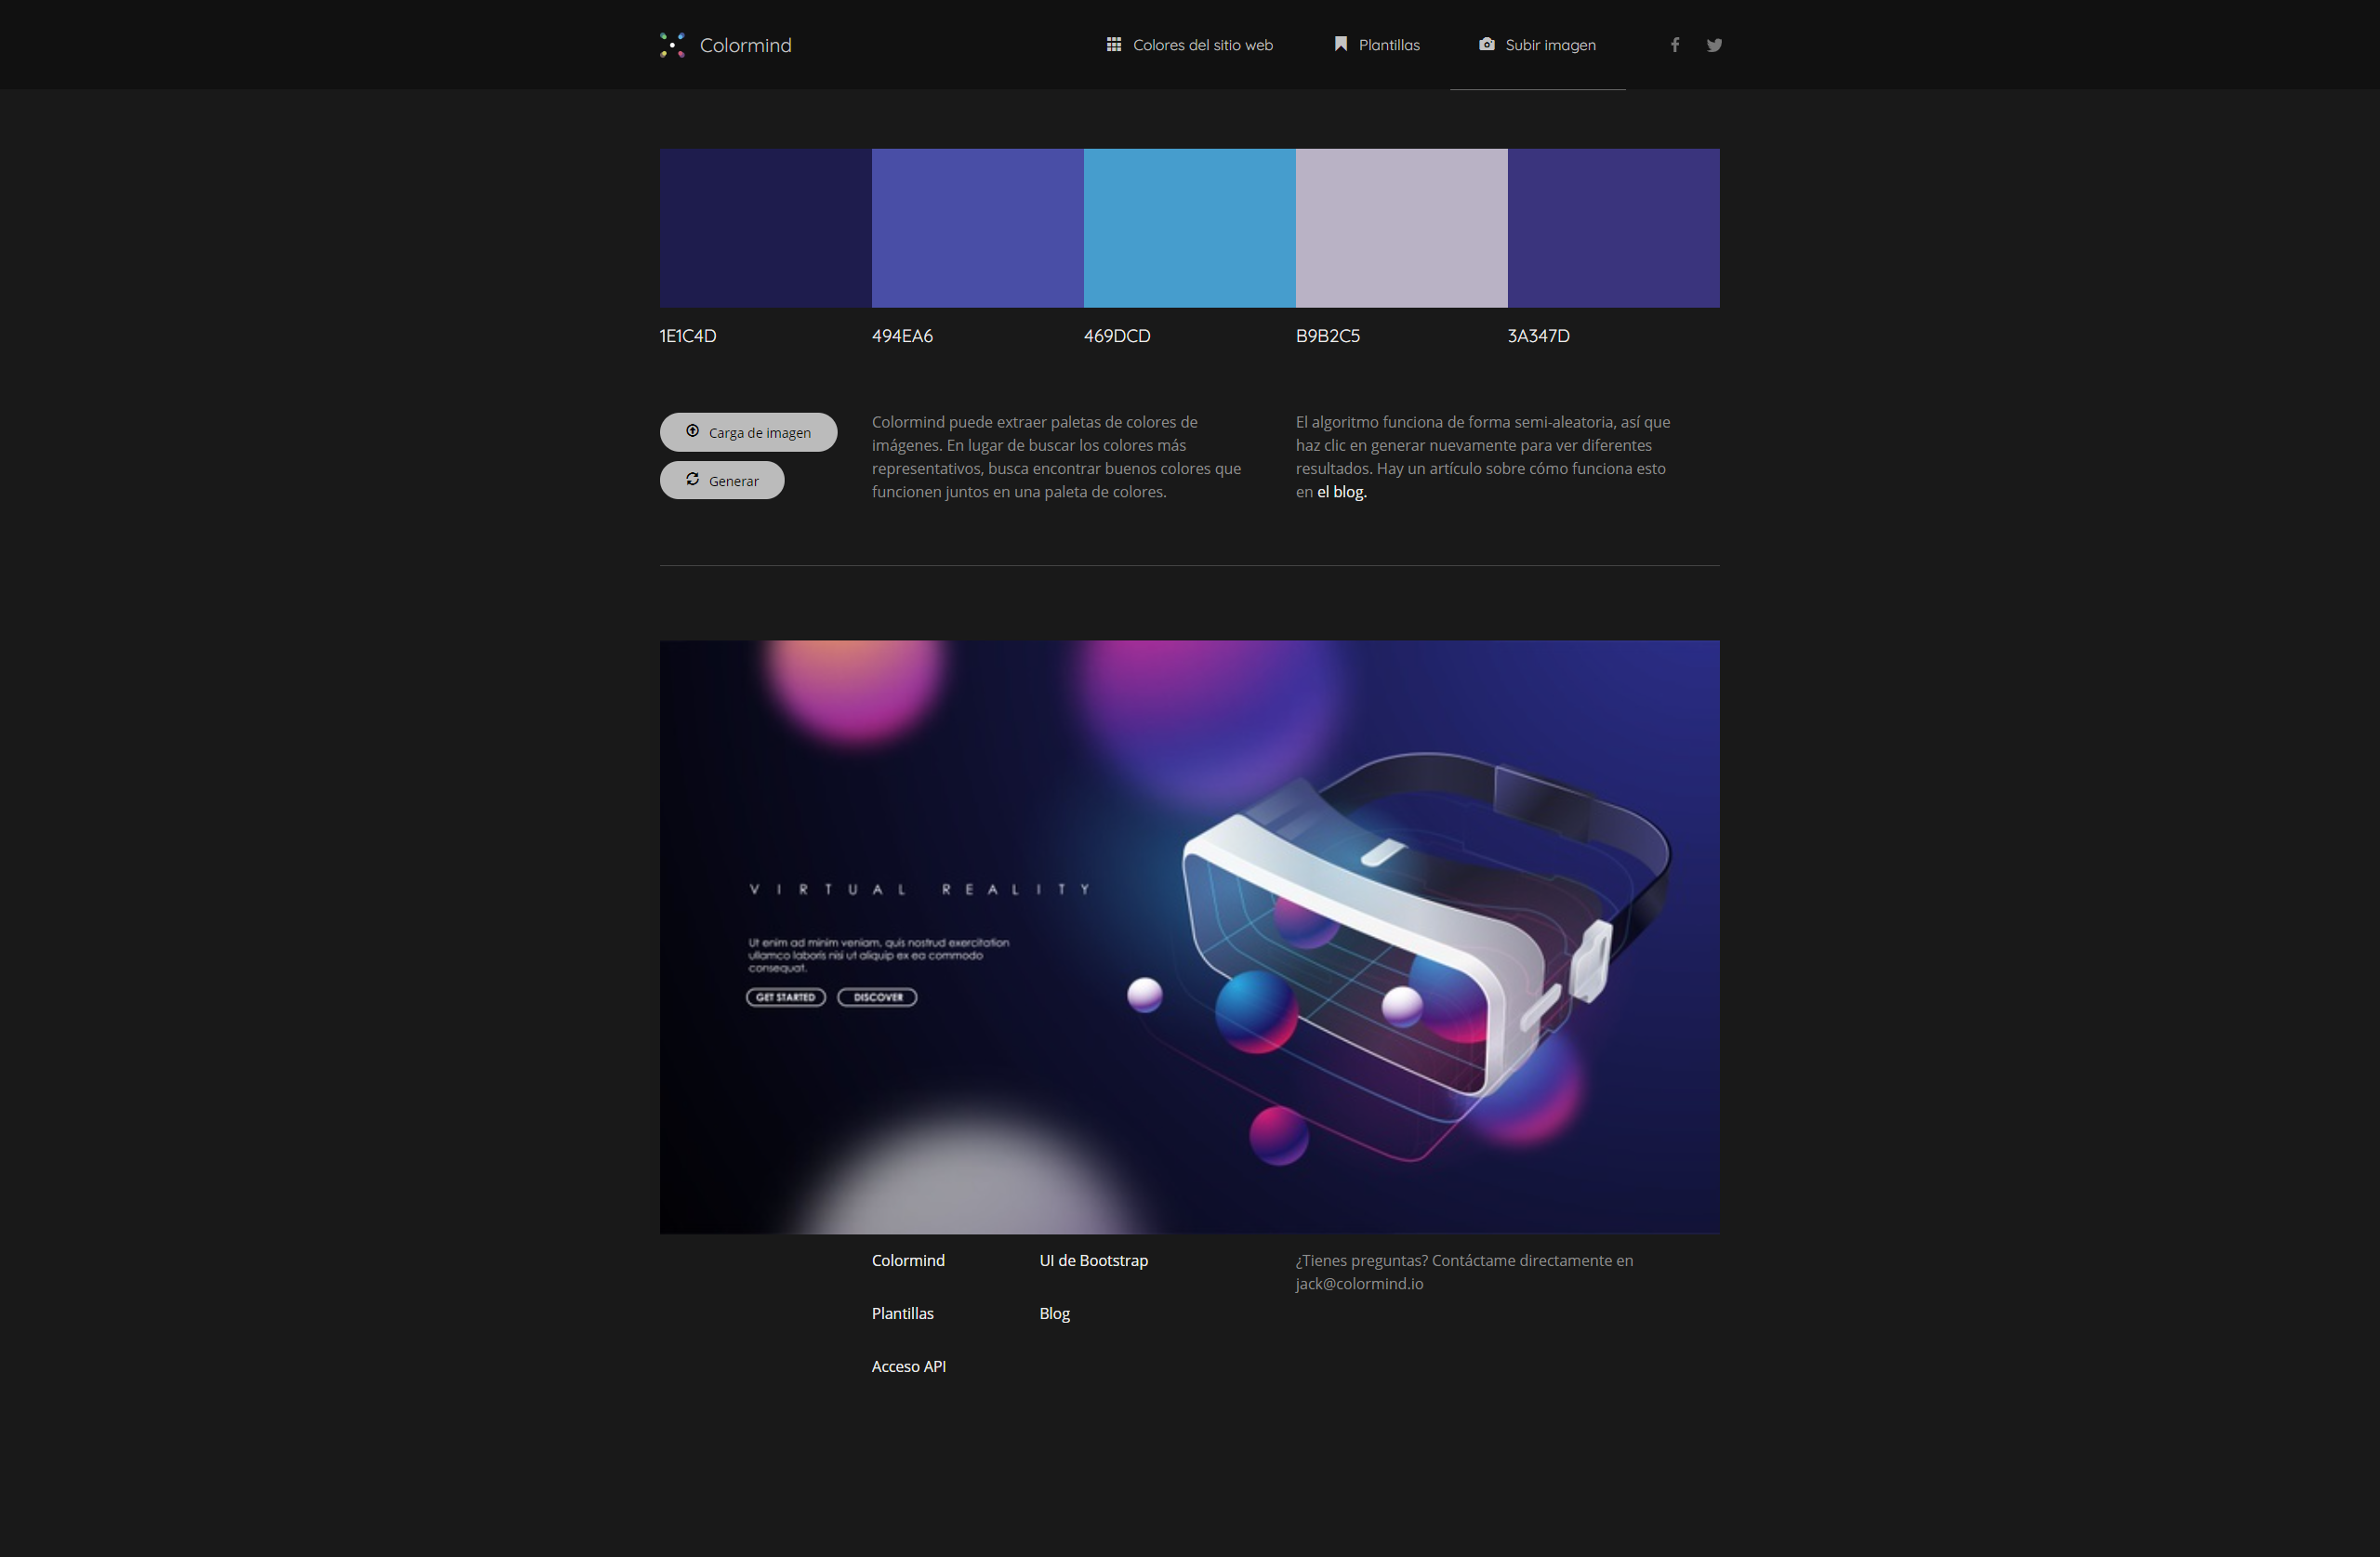 Colormind
Colores del sitio web
Plantillas
Subir imagen
1E1C4D
494EA6
469DCD
B9B2C5
3A347D
Carga de imagen
Generar
Colormind puede extraer paletas de colores de
imágenes. En lugar de buscar los colores más
representativos, busca encontrar buenos colores que
funcionen juntos en una paleta de colores.
El algoritmo funciona de forma semi-aleatoria, así que
haz clic en generar nuevamente para ver diferentes
resultados. Hay un artículo sobre cómo funciona esto
en el blog.
VIRTUAL REALITY
Ut enim ad minim veniam, quis nostrud exercitation
ullamco laboris nisi ut aliquip ex ea commodo
consequat.
GET STARTED
DISCOVER
Colormind
Plantillas
Acceso API
UI de Bootstrap
Blog
¿Tienes preguntas? Contáctame directamente en
jack@colormind.io